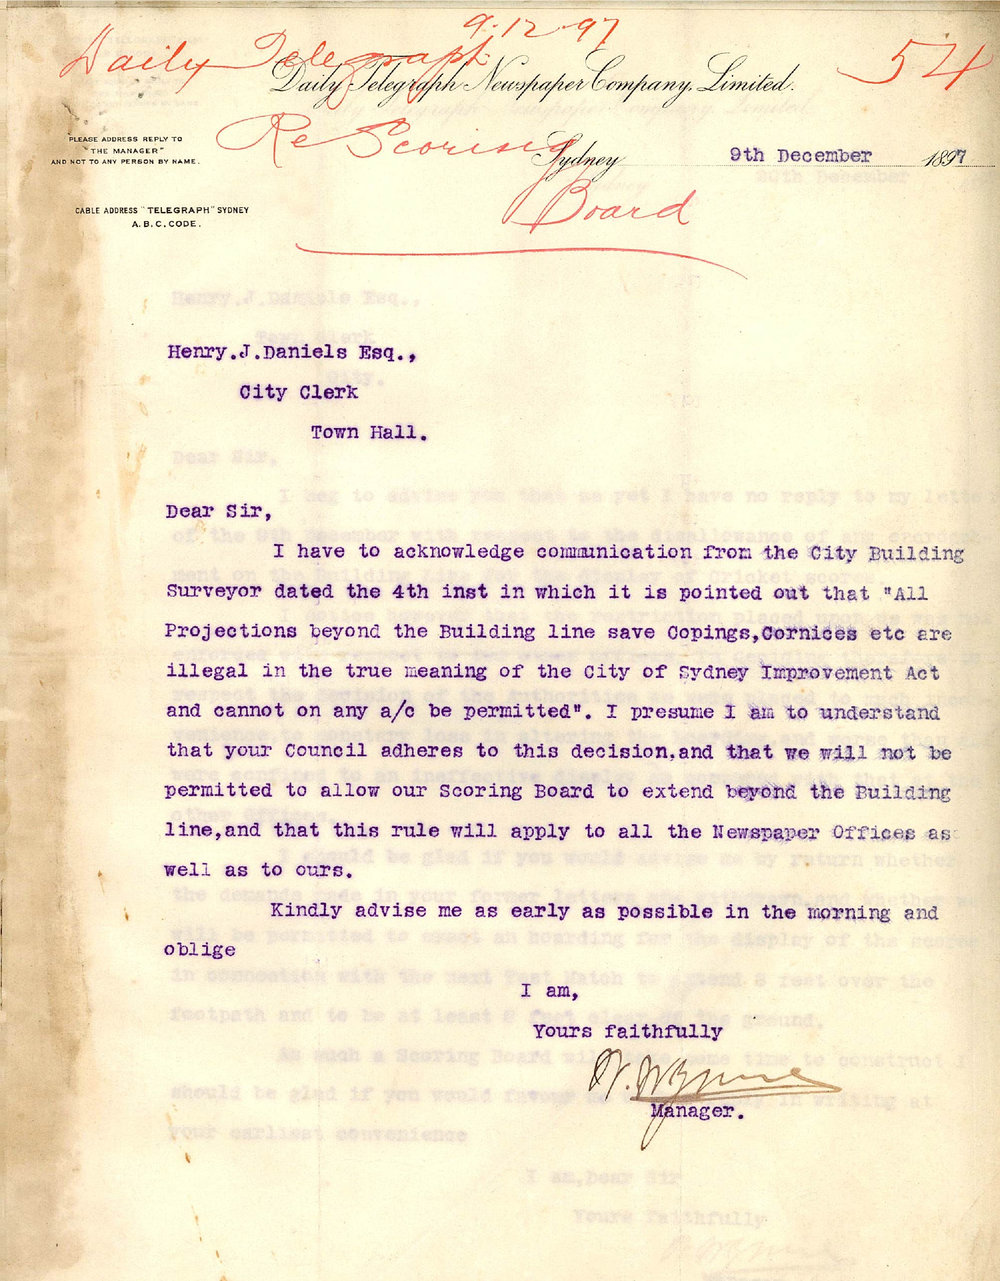 9.12.97
Daily Telegraph
54
Daily Telegraph Newspaper Company, Limited.
Re Scoring
Board
PLEASE ADDRESS REPLY TO
"THE MANAGER"
AND NOT TO ANY PERSON BY NAME.
Sydney 9th December 1897
CABLE ADDRESS "TELEGRAPH" SYDNEY
A.B.C. CODE.
Henry.J.Daniels Esq.,
City Clerk
Town Hall.
Dear Sir,
I have to acknowledge communication from the City Building
Surveyor dated the 4th inst in which it is pointed out that "All
Projections beyond the Building line save Copings,Cornices etc are
illegal in the true meaning of the City of Sydney Improvement Act
and cannot on any a/c be permitted". I presume I am to understand
that your Council adheres to this decision,and that we will not be
permitted to allow our Scoring Board to extend beyond the Building
line,and that this rule will apply to all the Newspaper Offices as
well as to ours.
Kindly advise me as early as possible in the morning and
oblige
I am,
Yours faithfully
Manager.